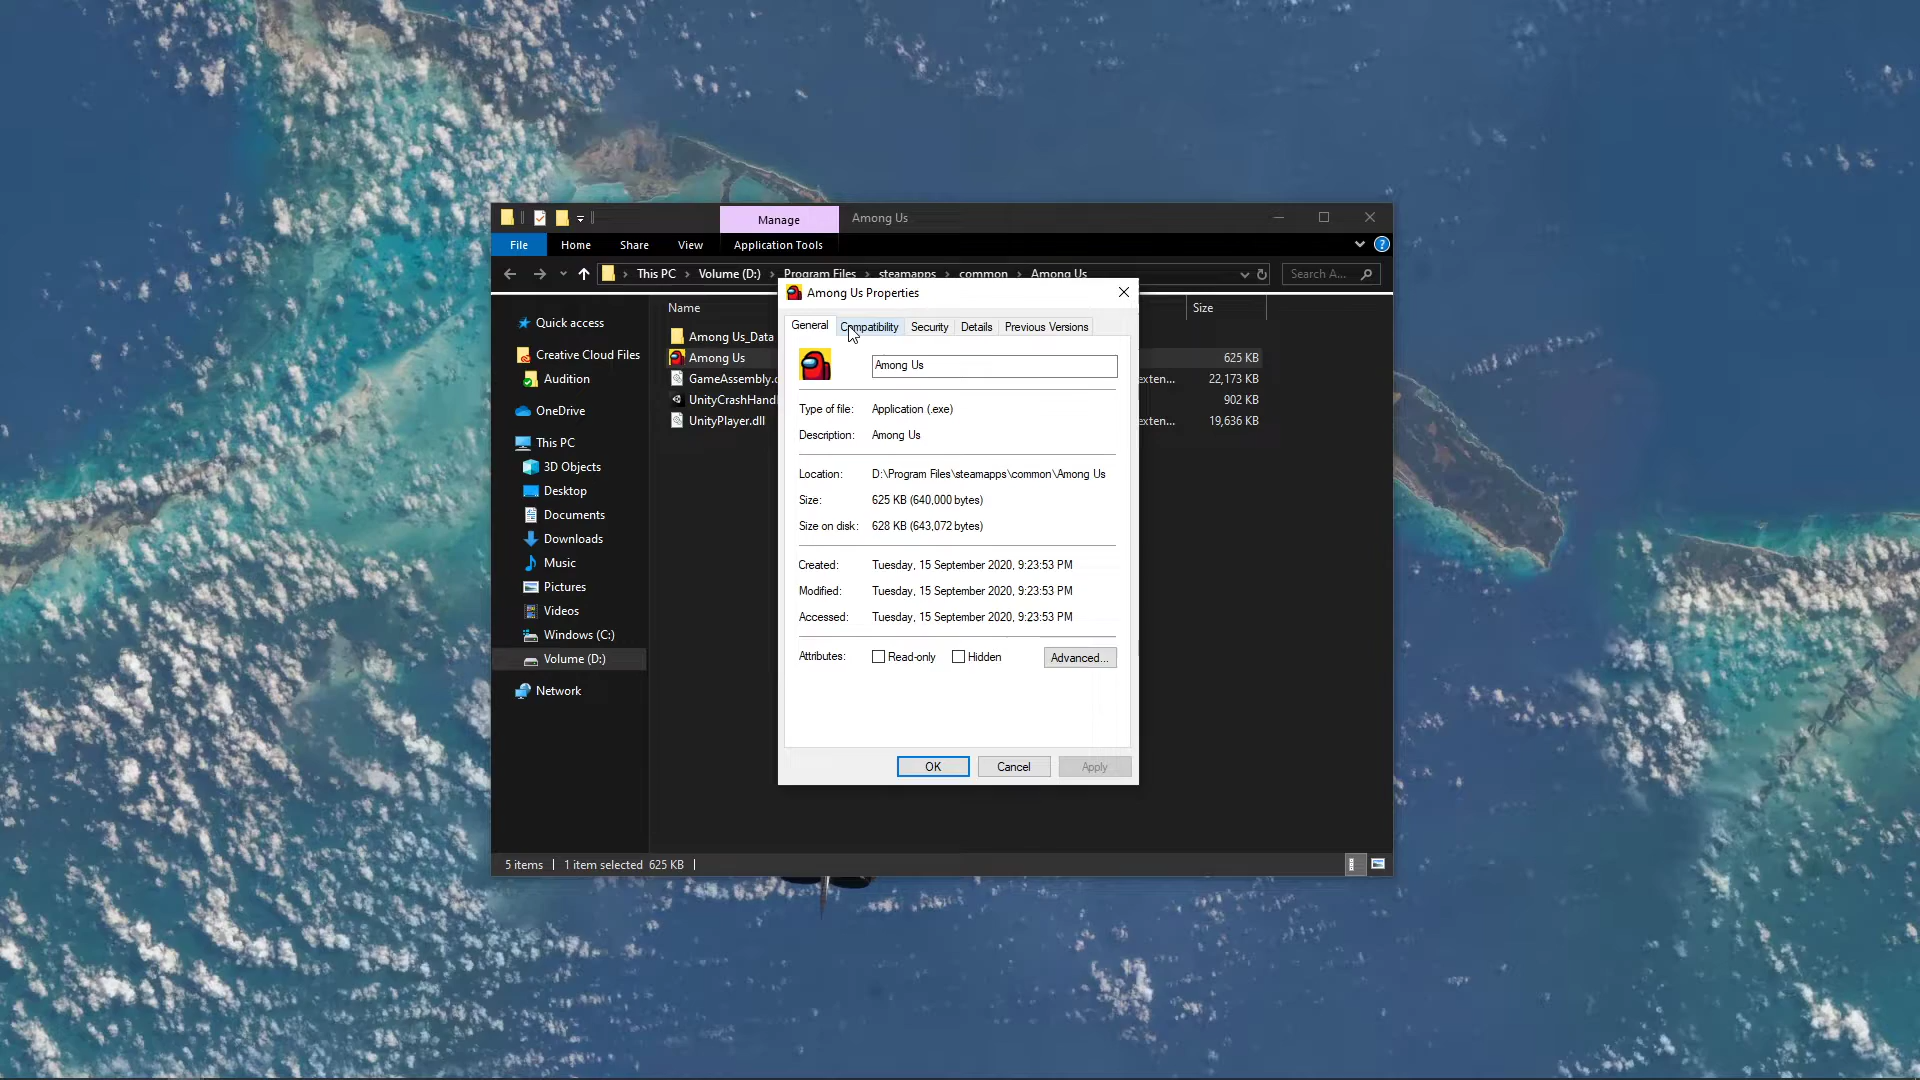 Manage
Among Us
File
Home
Share
View
Application Tools
This PC
Volume (D:)
Program Files
steamapps
common
Among Us
Search A...
Name
Size
Quick access
Creative Cloud Files
Audition
OneDrive
This PC
3D Objects
Desktop
Documents
Downloads
Music
Pictures
Videos
Windows (C:)
Volume (D:)
Network
Among Us_Data
Among Us
625 KB
GameAssembly.
exten...
22,173 KB
UnityCrashHandl
902 KB
UnityPlayer.dll
exten...
19,636 KB
Among Us Properties
General
Compatibility
Security
Details
Previous Versions
Among Us
Type of file: Application (.exe)
Description: Among Us
Location: D:\Program Files\steamapps\common\Among Us
Size: 625 KB (640,000 bytes)
Size on disk: 628 KB (643,072 bytes)
Created: Tuesday, 15 September 2020, 9:23:53 PM
Modified: Tuesday, 15 September 2020, 9:23:53 PM
Accessed: Tuesday, 15 September 2020, 9:23:53 PM
Attributes: Read-only Hidden Advanced...
OK Cancel Apply
5 items 1 item selected 625 KB